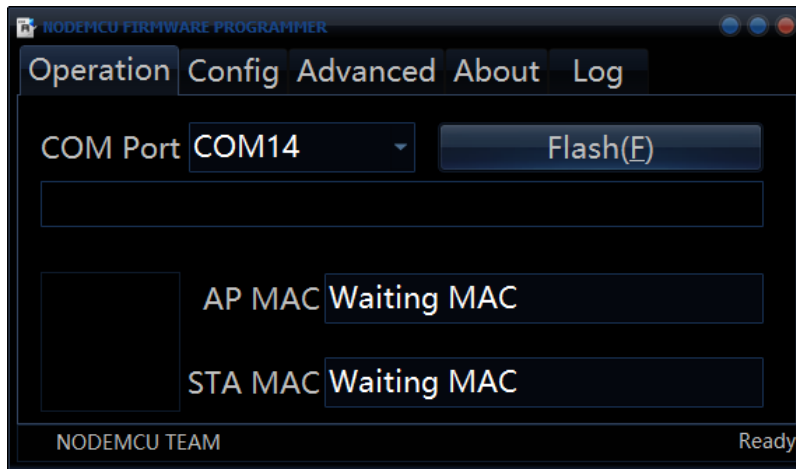 NODEMCU FIRMWARE PROGRAMMER
Operation Config Advanced About Log
COM Port COM14 Flash(F)
AP MAC Waiting MAC
STA MAC Waiting MAC
NODEMCU TEAM Ready